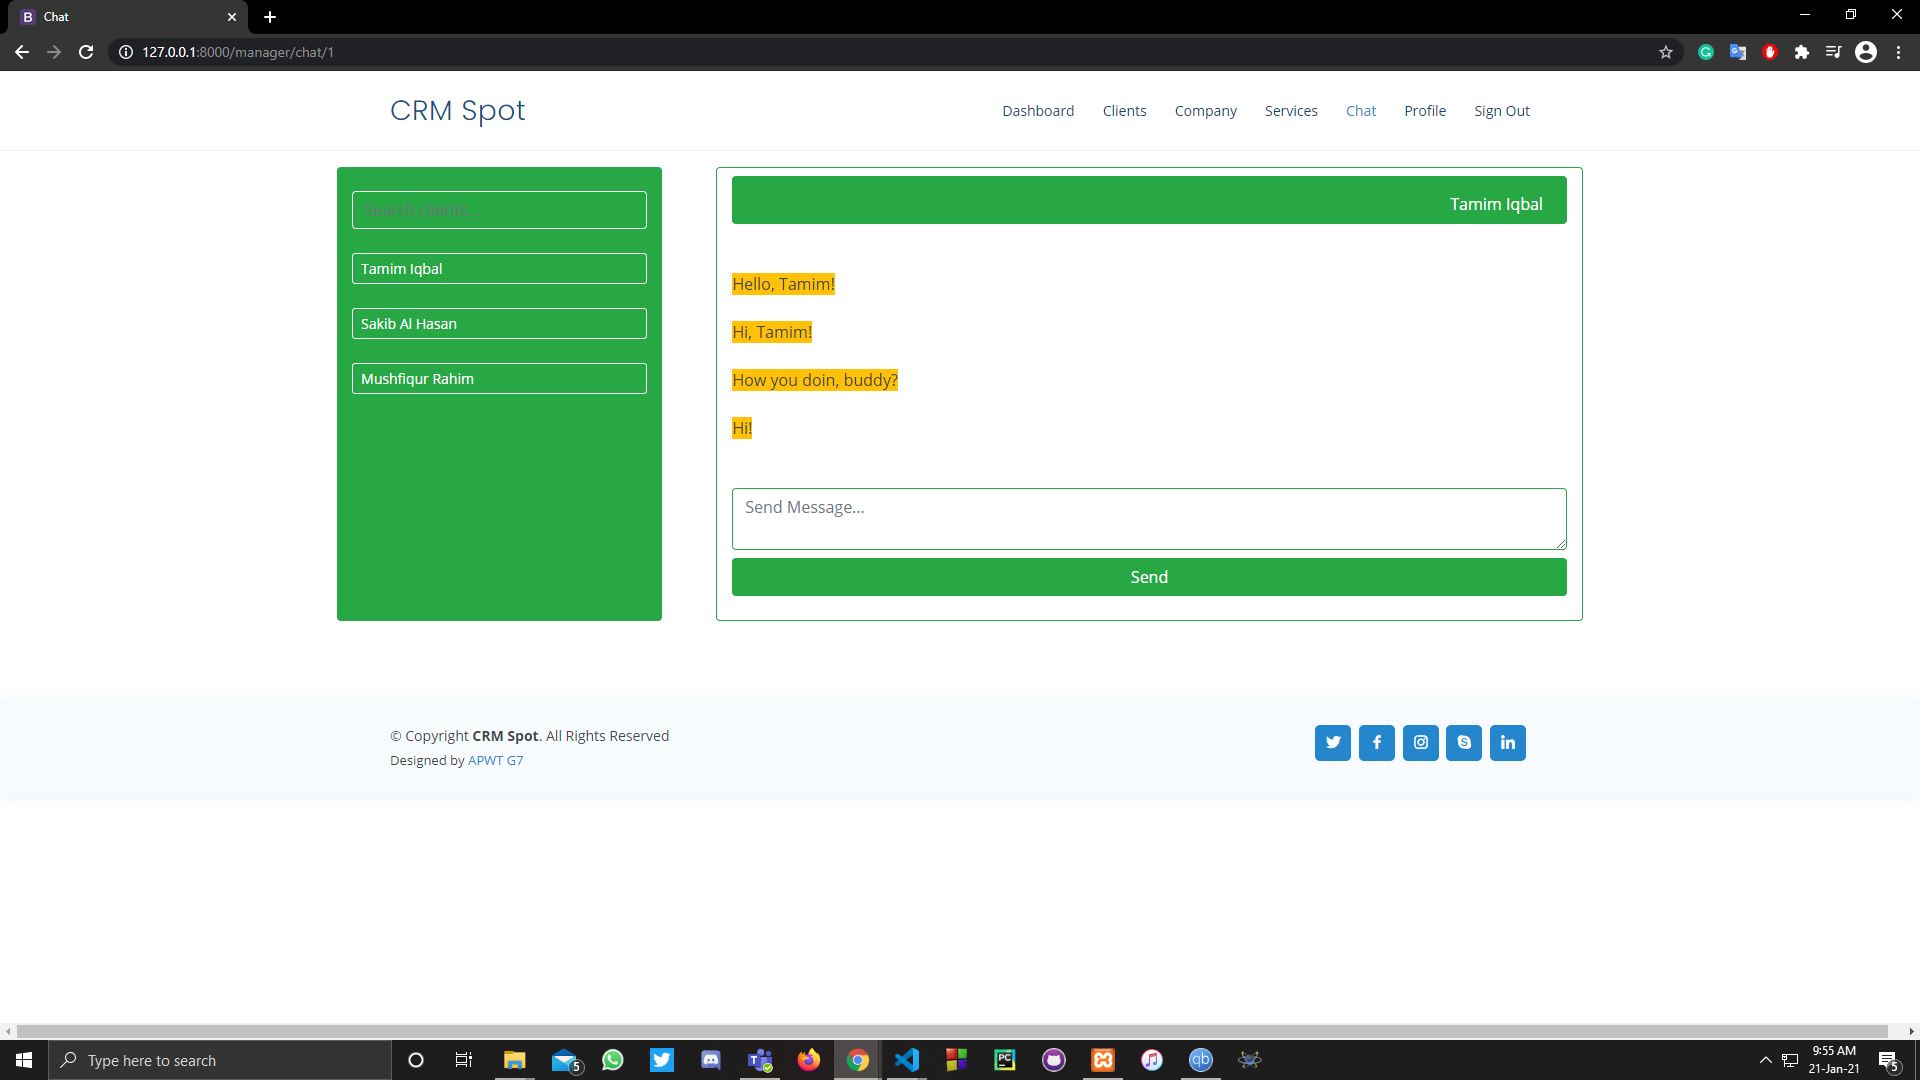 Chat
127.0.0.1:8000/manager/chat/1
CRM Spot
Dashboard Clients Company Services Chat Profile Sign Out
Search clients...
Tamim Iqbal
Sakib Al Hasan
Mushfiqur Rahim
Tamim Iqbal
Hello, Tamim!
Hi, Tamim!
How you doin, buddy?
Hi!
Send Message...
Send
© Copyright CRM Spot. All Rights Reserved
Designed by APWT G7
Type here to search
5
PC
qb
9:55 AM
21-Jan-21
5